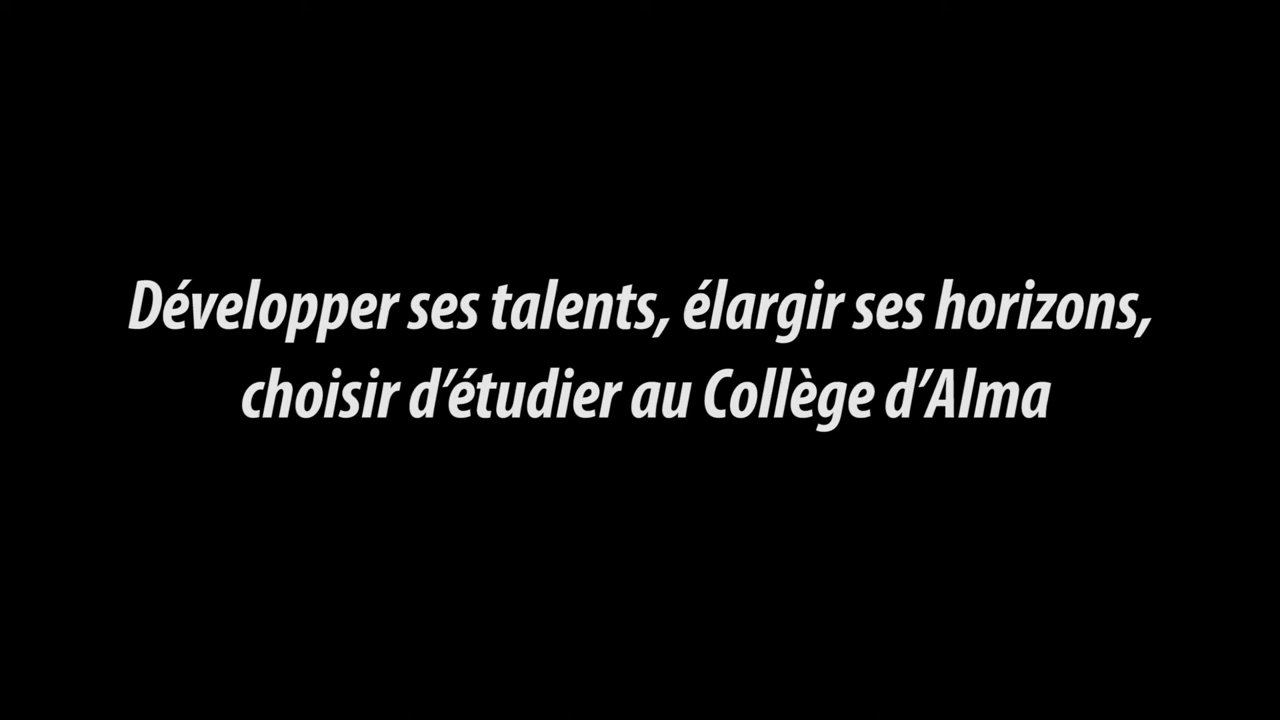 Développer ses talents, élargir ses horizons,
choisir d’étudier au Collège d’Alma